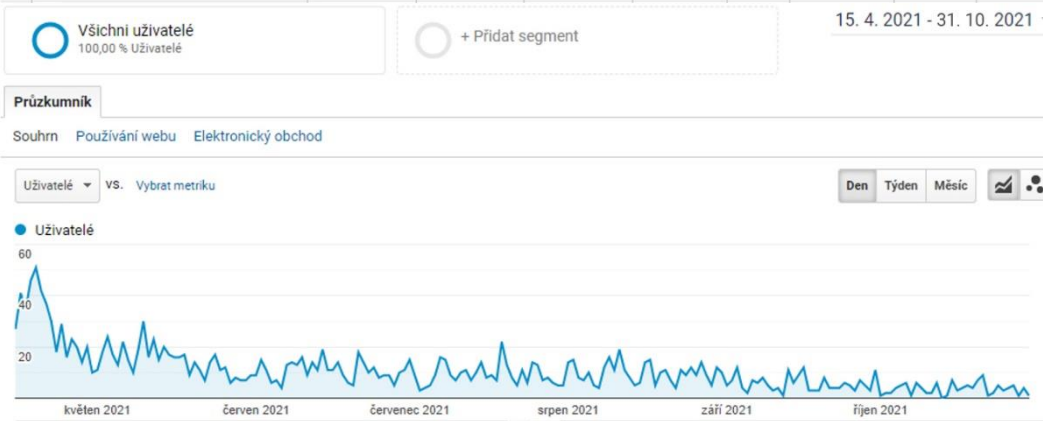 Všichni uživatelé
100,00 % Uživatelé
+ Přidat segment
15. 4. 2021 - 31. 10. 2021
Průzkumník
Souhrn Používání webu Elektronický obchod
Uživatelé vs. Vybrat metriku
Den Týden Měsíc
Uživatelé
60
40
20
květen 2021 červen 2021 červenec 2021 srpen 2021 září 2021 říjen 2021